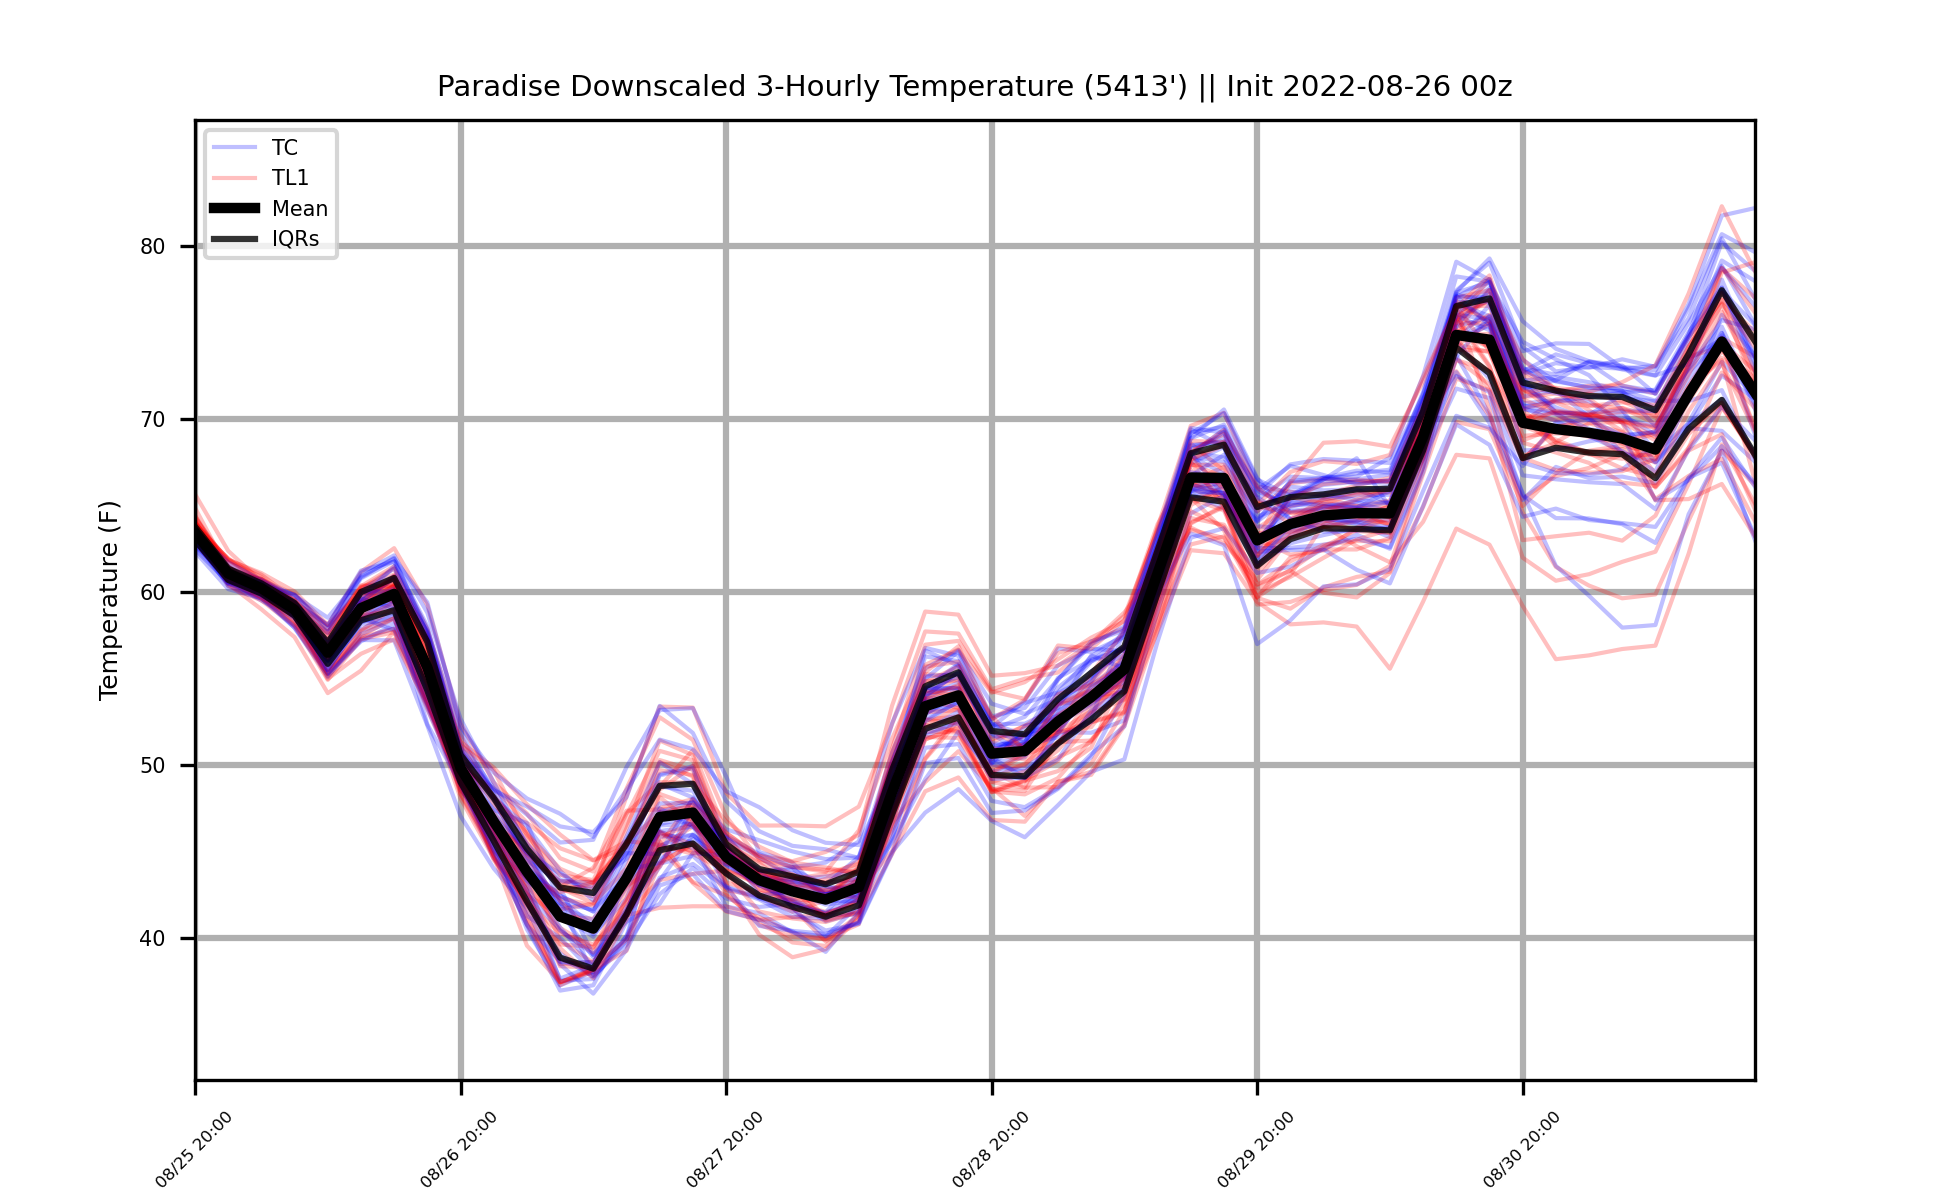 Paradise Downscaled 3-Hourly Temperature (5413') || Init 2022-08-26 00z
TC
TL1
Mean
IQRs
Temperature (F)
80
70
60
50
40
08/25 20:00
08/26 20:00
08/27 20:00
08/28 20:00
08/29 20:00
08/30 20:00